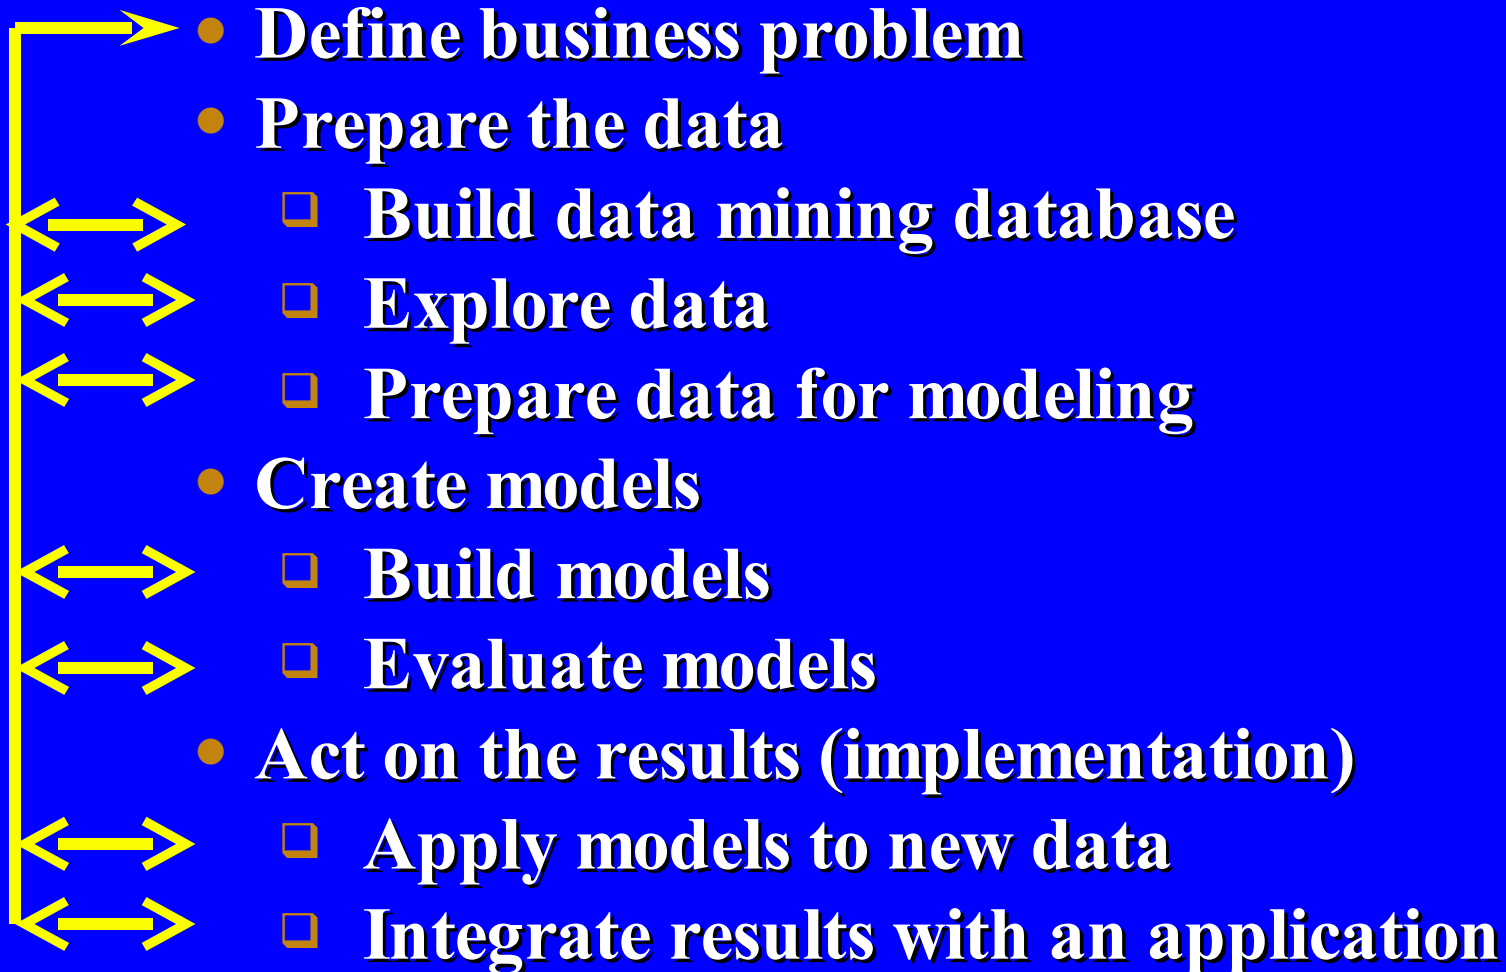 Define business problem
Prepare the data
Build data mining database
Explore data
Prepare data for modeling
Create models
Build models
Evaluate models
Act on the results (implementation)
Apply models to new data
Integrate results with an application